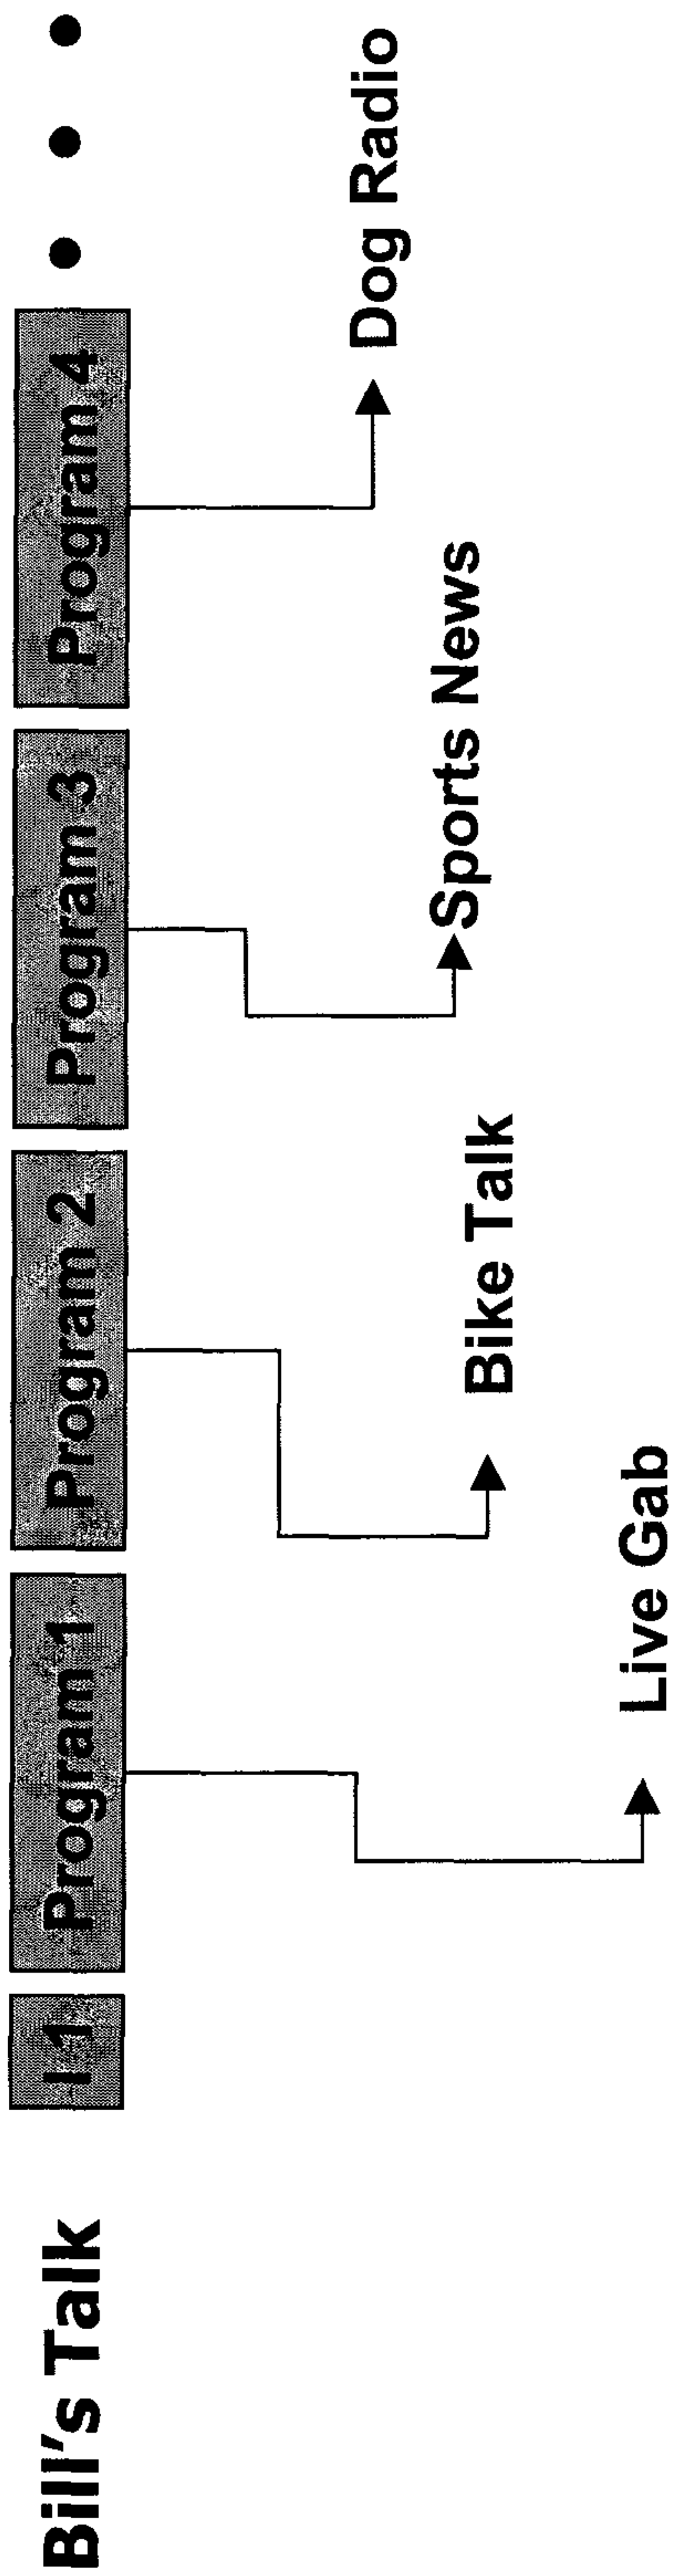 Bill's Talk
I 1
Program 1
Program 2
Program 3
Program 4
Dog Radio
Sports News
Bike Talk
Live Gab